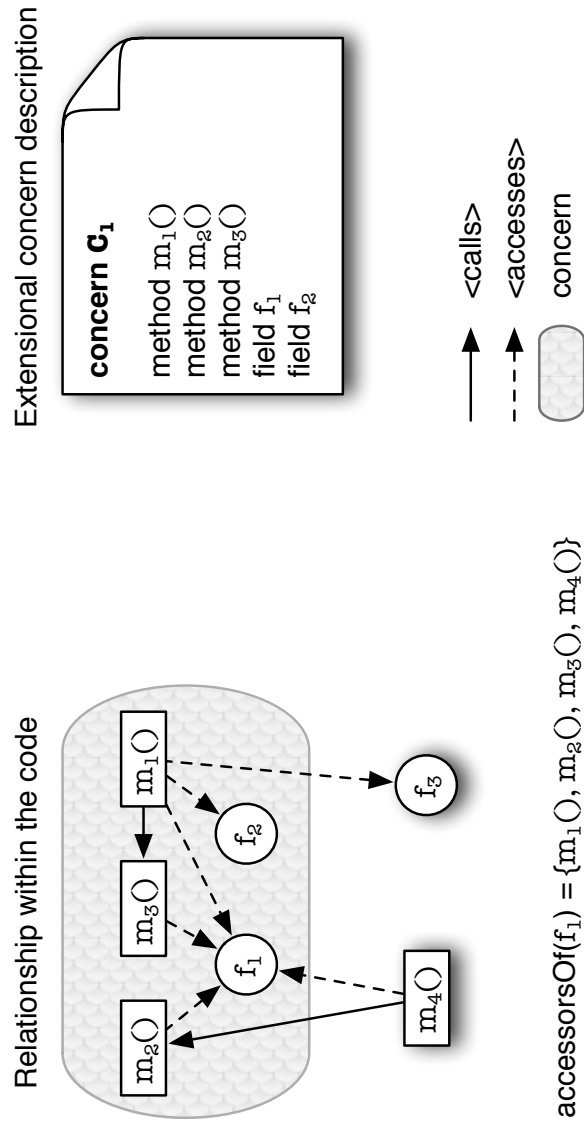 Relationship within the code
m₂()
m₃()
m₁()
f₁
f₂
m₄()
f₃
accessorsOf(f₁) = {m₁(), m₂(), m₃(), m₄()}
Extensional concern description
concern C₁
method m₁()
method m₂()
method m₃()
field f₁
field f₂
<calls>
<accesses>
concern